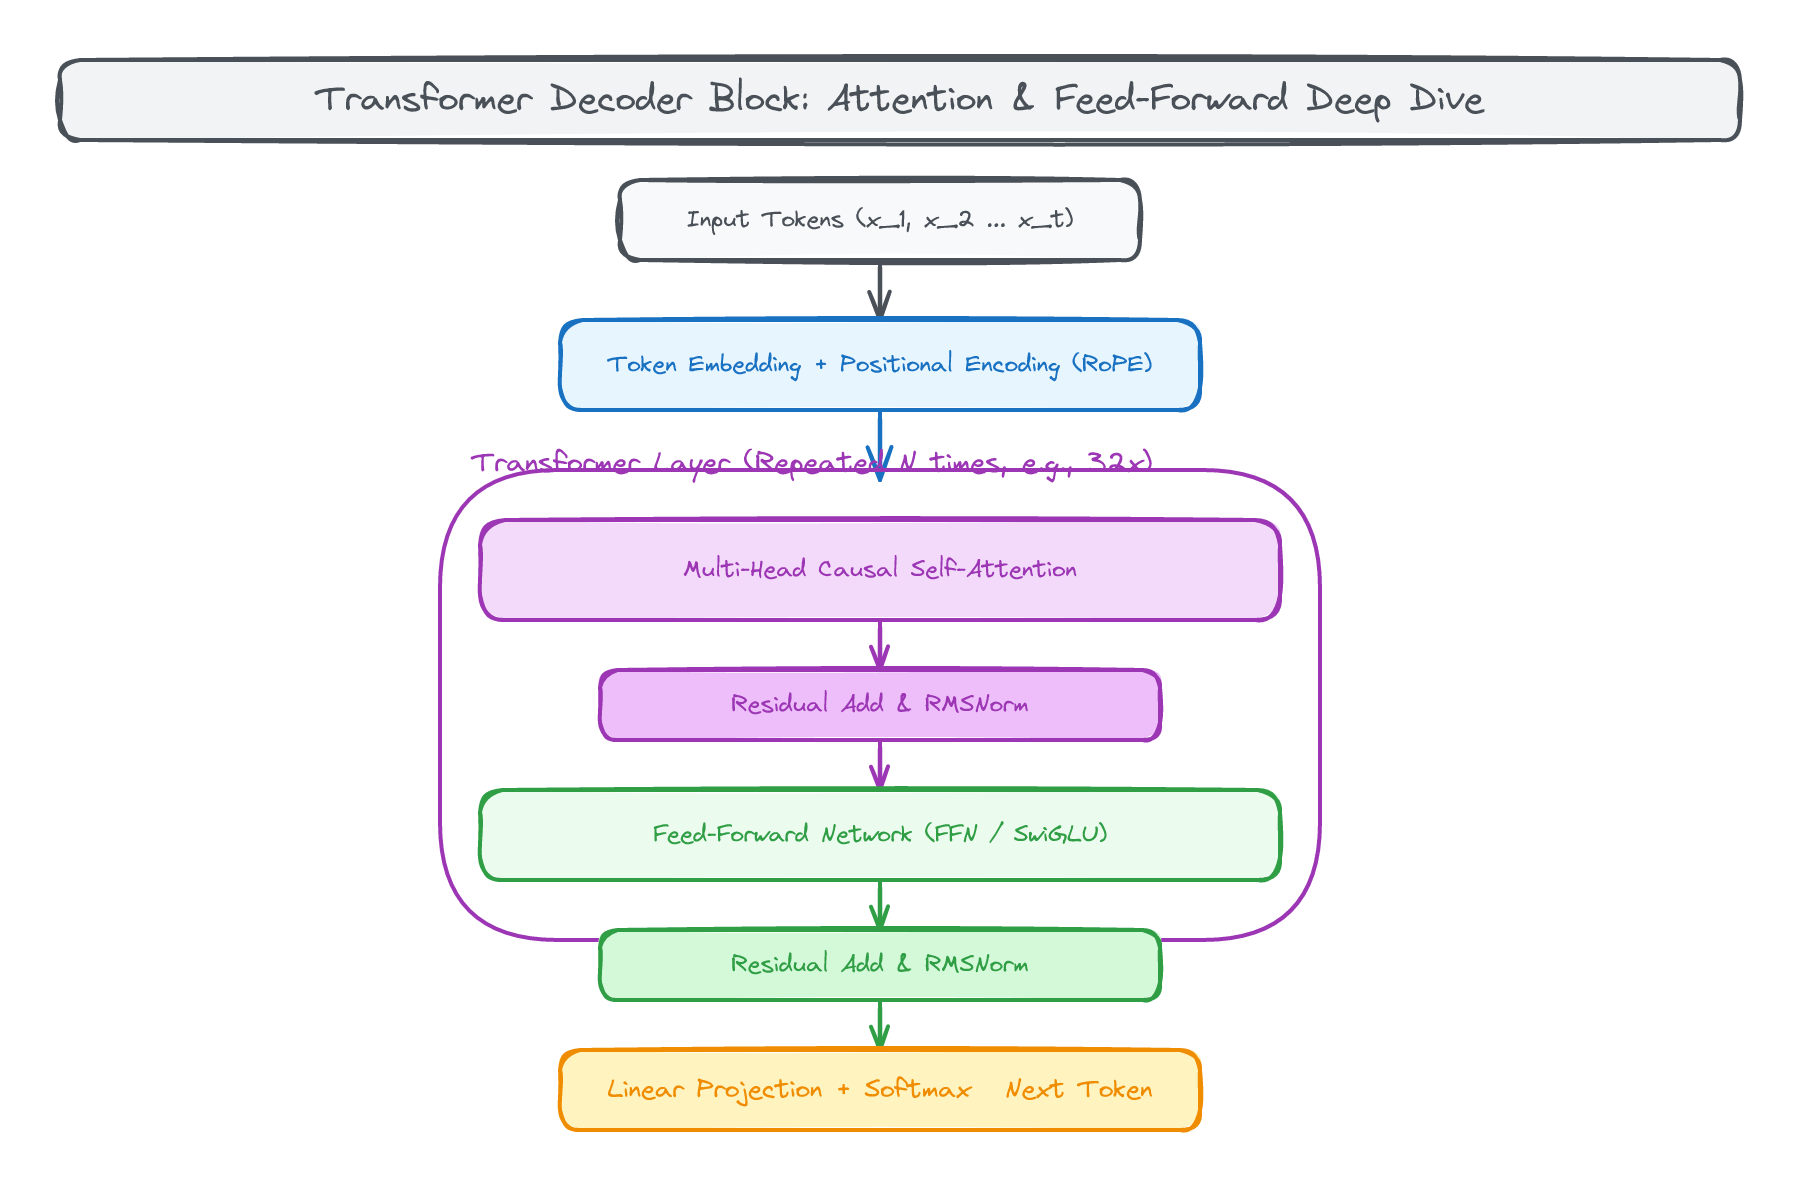 Transformer Decoder Block: Attention & Feed-Forward Deep Dive
Input Tokens (x_1, x_2 ... x_t)
Token Embedding + Positional Encoding (RoPE)
Transformer Layer (Repeated N times, e.g., 32x)
Multi-Head Causal Self-Attention
Residual Add & RMSNorm
Feed-Forward Network (FFN / SwiGLU)
Residual Add & RMSNorm
Linear Projection + Softmax   Next Token